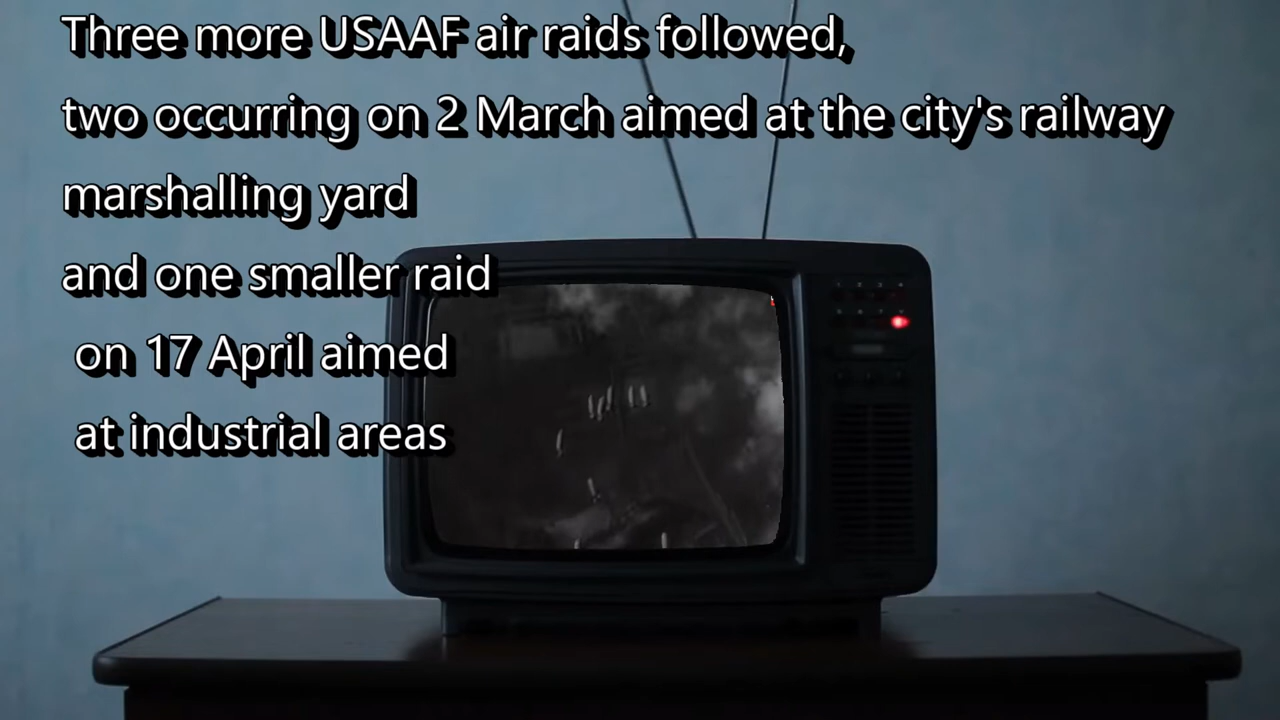 Three more USAAF air raids followed,
two occurring on 2 March aimed at the city's railway
marshalling yard
and one smaller raid
on 17 April aimed
at industrial areas